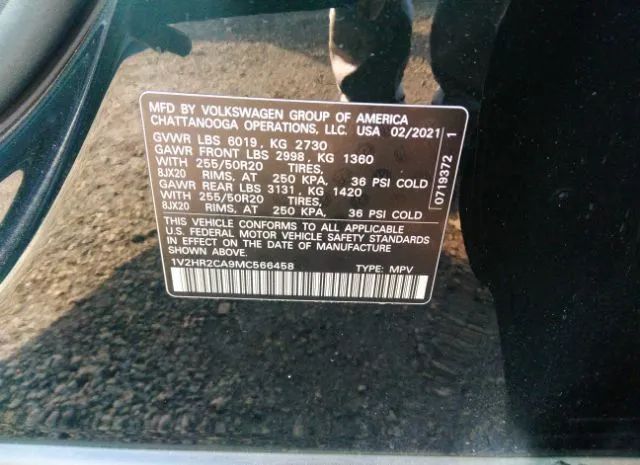 MFD BY VOLKSWAGEN GROUP OF AMERICA
CHATTANOOGA OPERATIONS, LLC. USA 02/2021
GVWR LBS 6019, KG 2730
GAWR FRONT LBS 2998, KG 1360
WITH 255/50R20 TIRES,
8JX20 RIMS, AT 250 KPA, 36 PSI COLD
GAWR REAR LBS 3131, KG 1420
WITH 255/50R20 TIRES,
8JX20 RIMS, AT 250 KPA, 36 PSI COLD
THIS VEHICLE CONFORMS TO ALL APPLICABLE
U.S. FEDERAL MOTOR VEHICLE SAFETY STANDARDS
IN EFFECT ON THE DATE OF MANUFACTURE SHOWN ABOVE.
1V2HR2CA9MC566458 TYPE: MPV
0719372 1